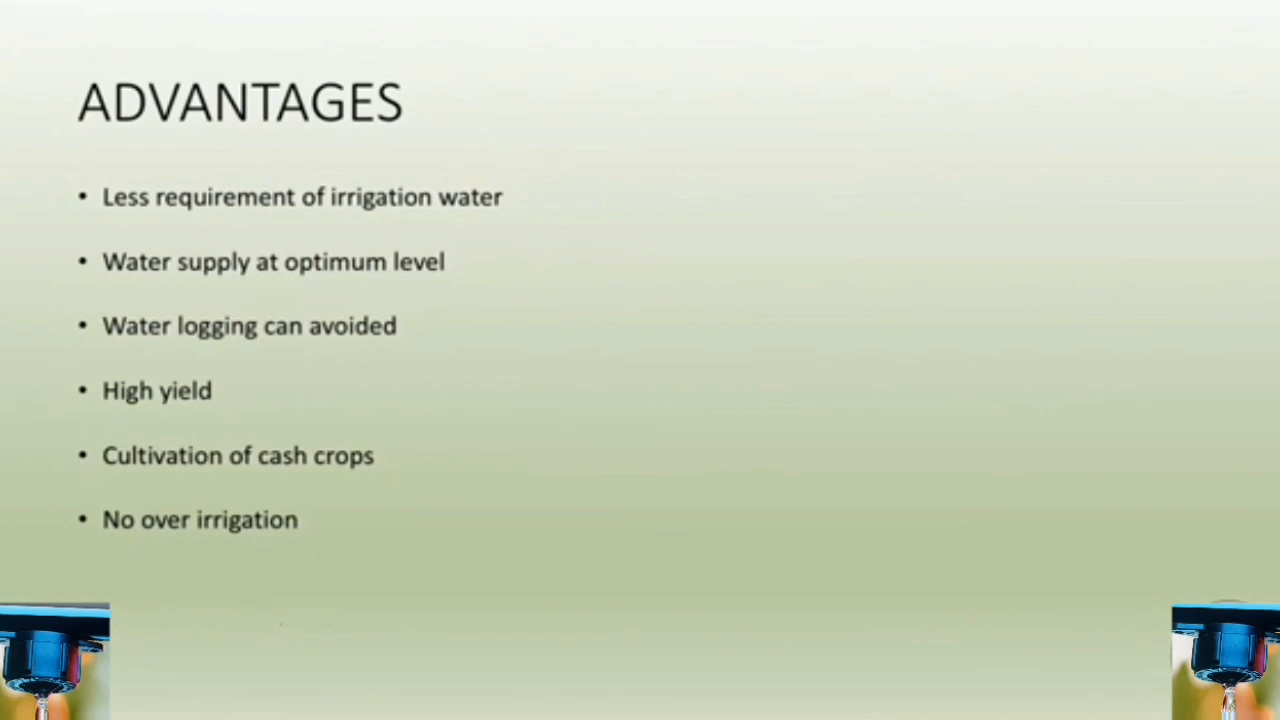 ADVANTAGES
• Less requirement of irrigation water
• Water supply at optimum level
• Water logging can avoided
• High yield
• Cultivation of cash crops
• No over irrigation